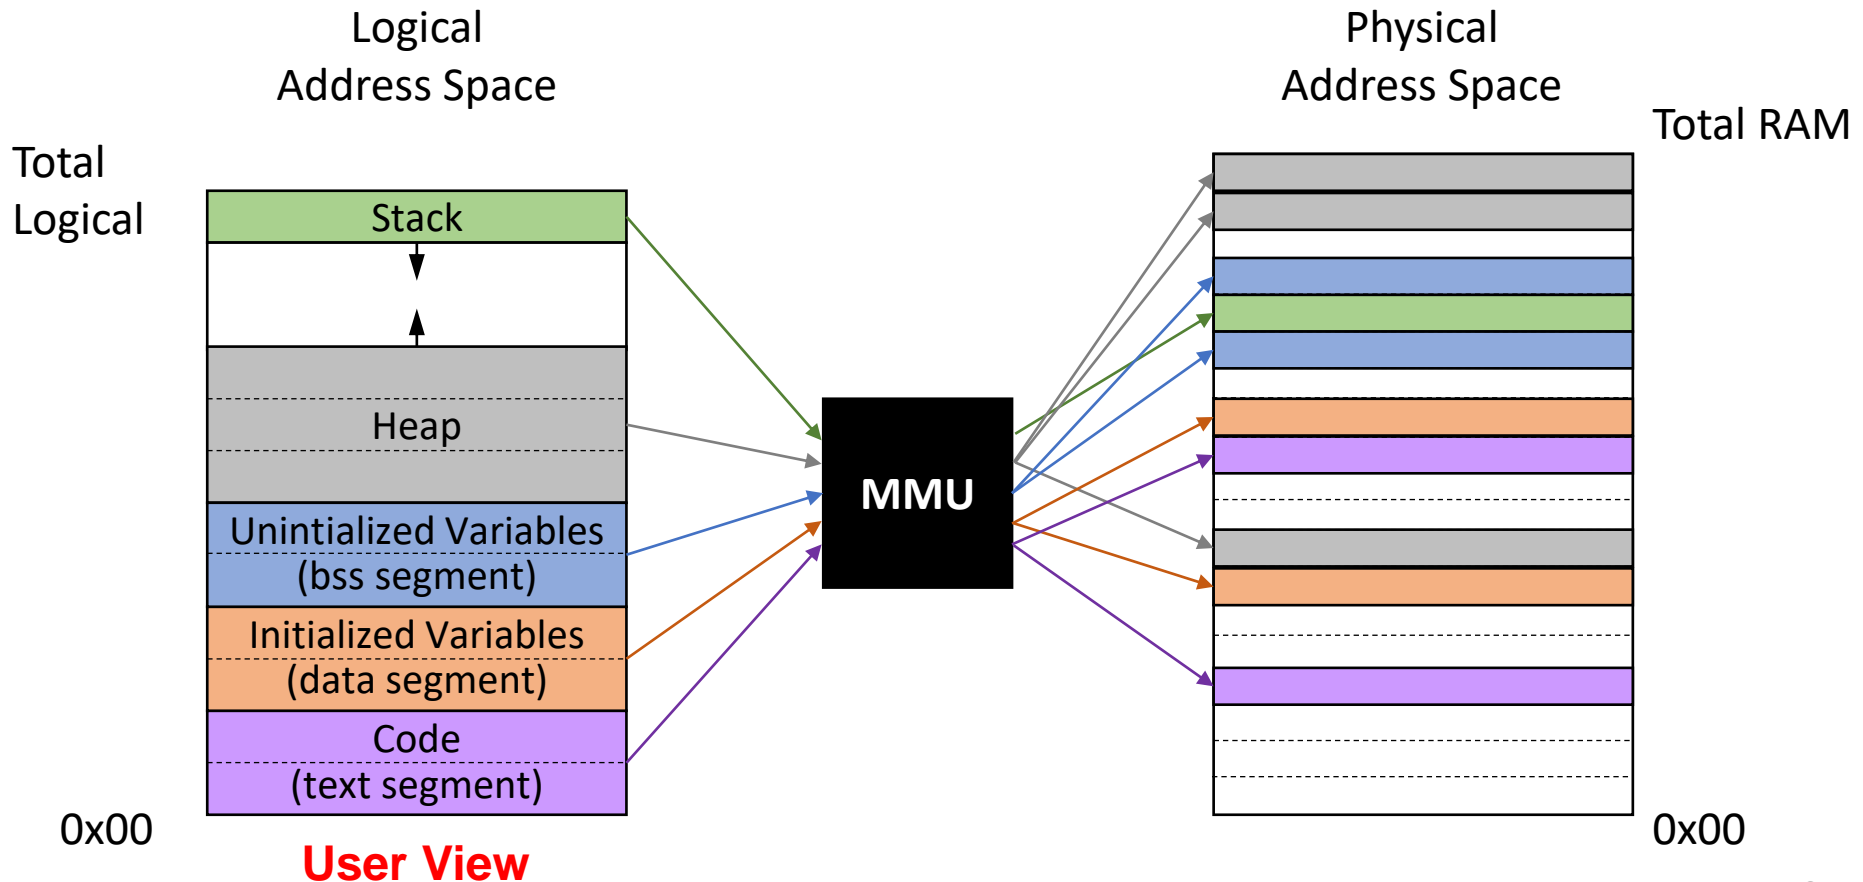 Logical
Address Space
Physical
Address Space
Total RAM
Total
Logical
Stack
Heap
MMU
Unintialized Variables
(bss segment)
Initialized Variables
(data segment)
Code
(text segment)
0x00
0x00
User View